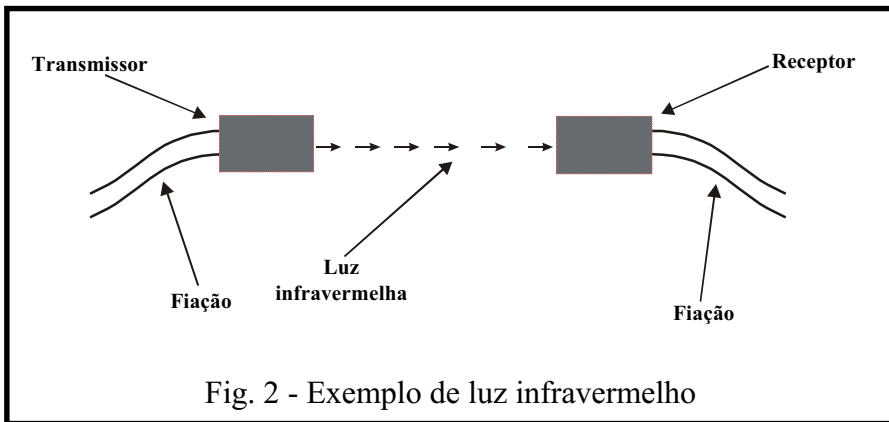 Transmissor
Receptor
Luz
infravermelha
Fiação
Fiação
Fig. 2 - Exemplo de luz infravermelho